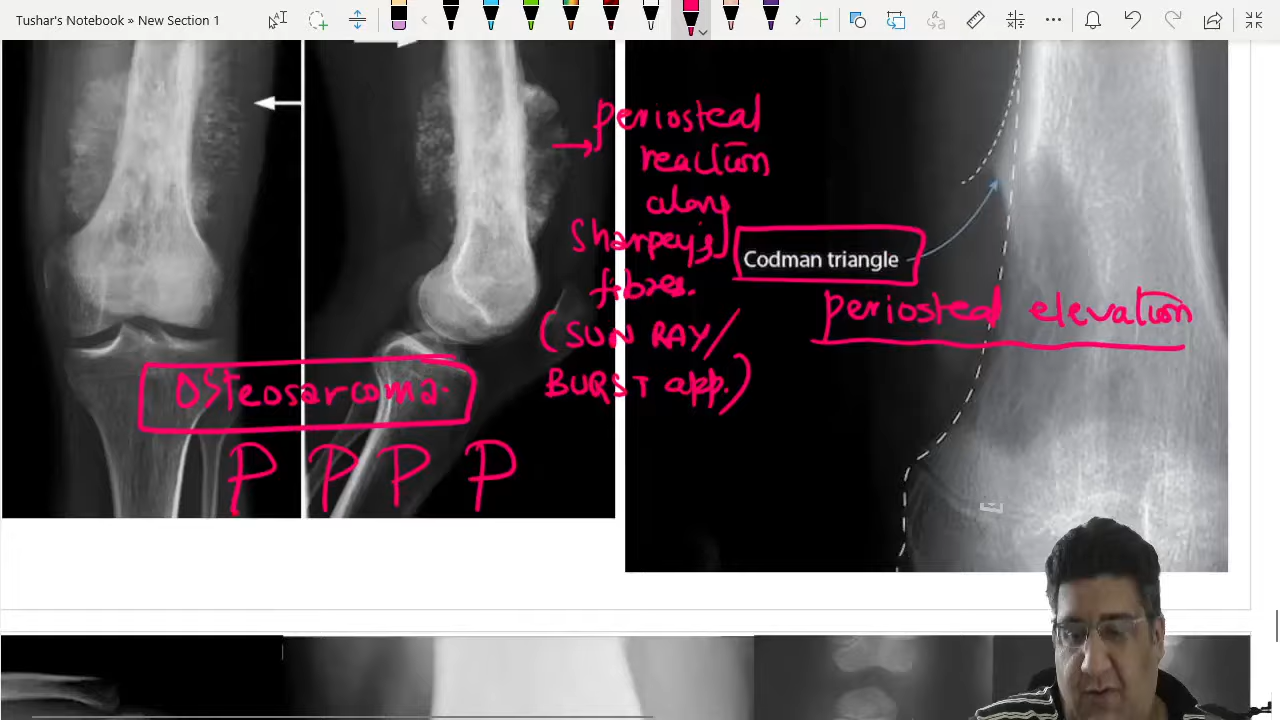 Tushar's Notebook » New Section 1
periosteal
reaction
along
Sharpey's
fibres.
(SUN RAY/
BURST app.)
Codman triangle
periosteal elevation
Osteosarcoma.
P P P P